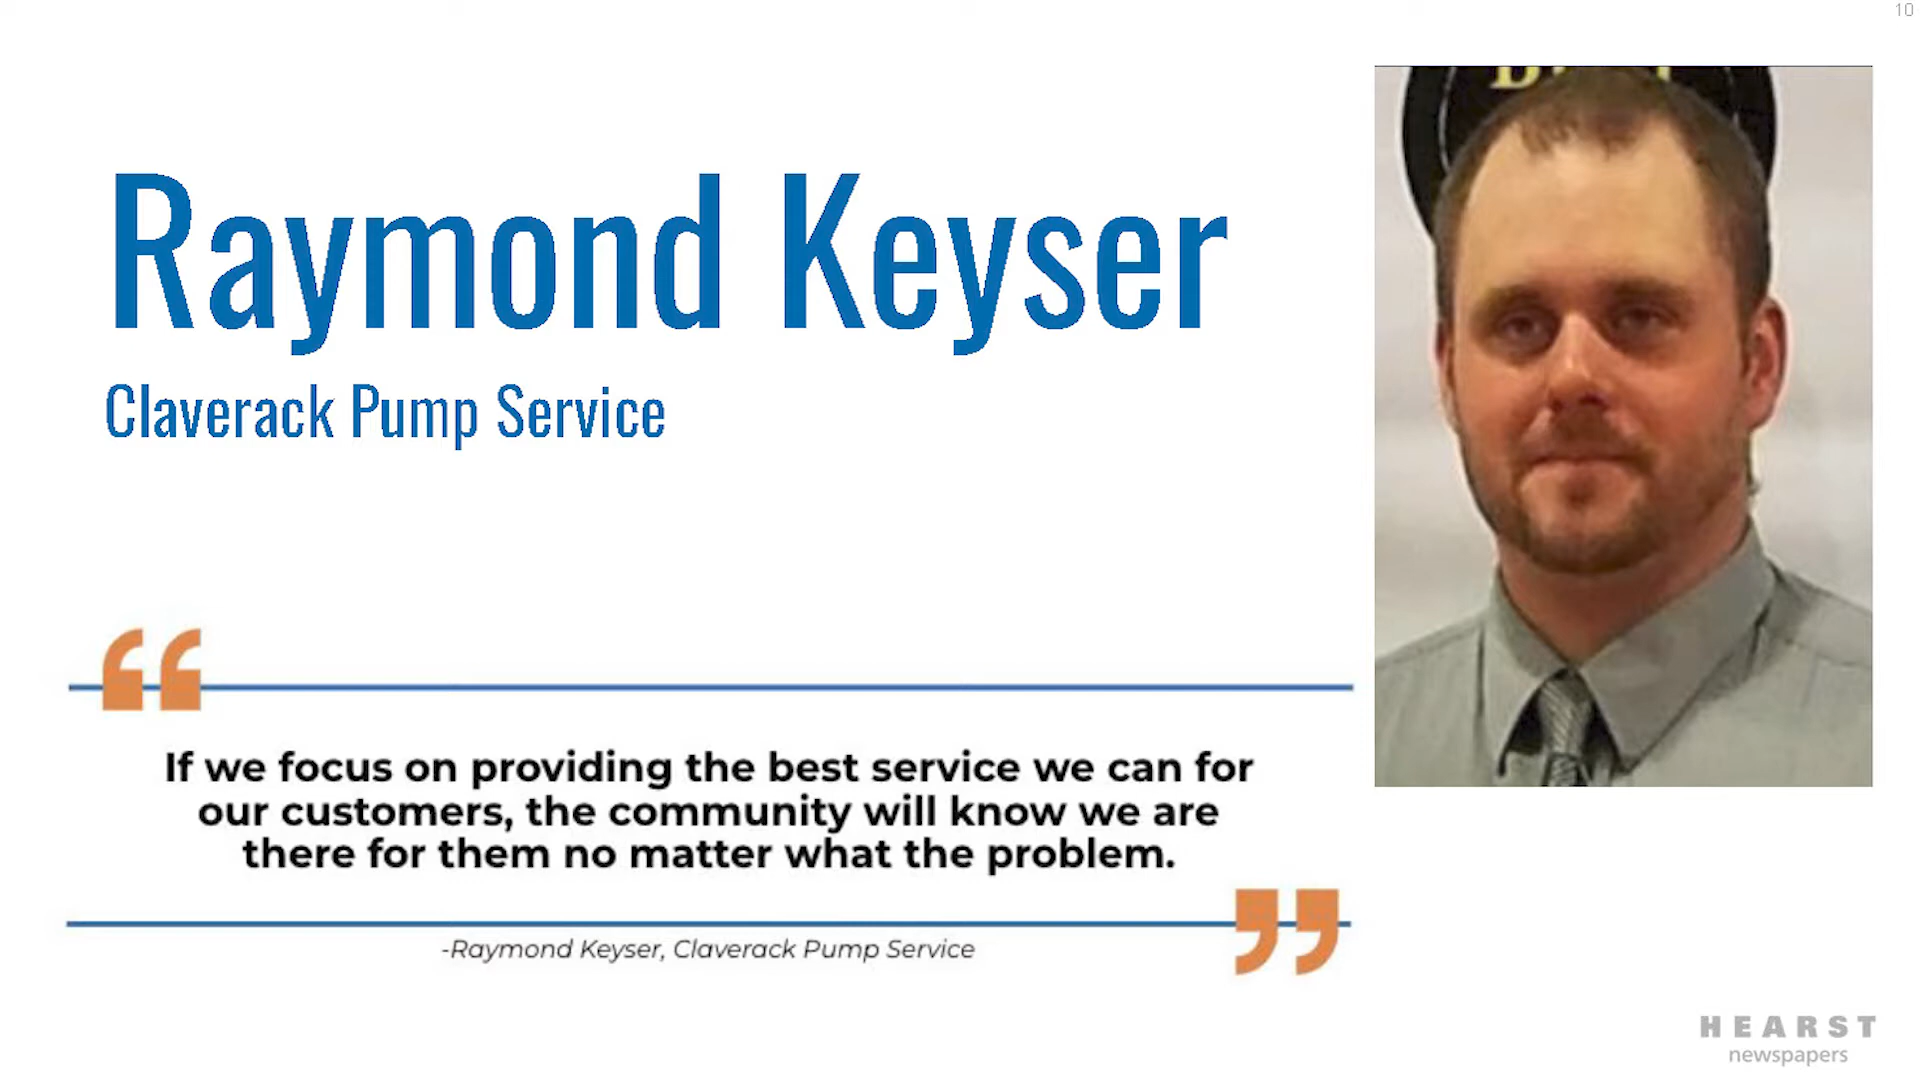 10
Raymond Keyser
Claverack Pump Service
If we focus on providing the best service we can for
our customers, the community will know we are
there for them no matter what the problem.
-Raymond Keyser, Claverack Pump Service
HEARST
newspapers